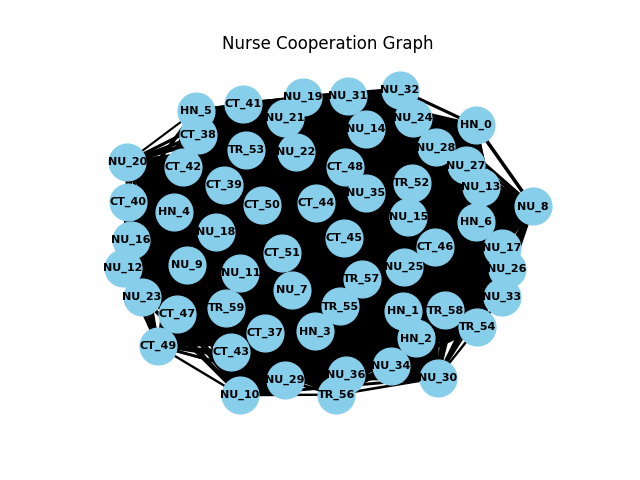 Nurse Cooperation Graph
NU_32
NU_19
NU_31
CT_41
HN_5
NU_21
NU_24
HN_0
NU_14
CT_38
NU_28
TR_53
NU_22
NU_20
CT_42
CT_48
NU_27
CT_39
TR_52
NU_13
NU_35
CT_40
CT_50
CT_44
NU_8
HN_4
NU_15
HN_6
NU_18
NU_16
CT_45
CT_46
NU_17
CT_51
NU_12
NU_9
NU_11
NU_25
NU_26
TR_57
NU_7
NU_23
NU_33
TR_59
TR_55
CT_47
HN_1
TR_58
TR_54
CT_37
HN_3
HN_2
CT_49
CT_43
NU_34
NU_36
NU_29
NU_30
NU_10
TR_56